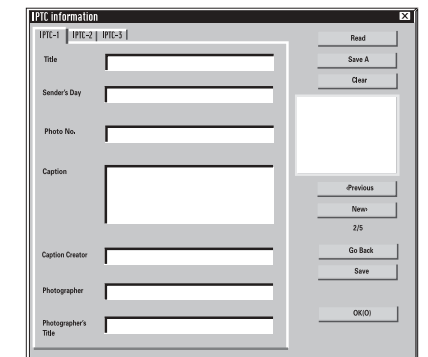 IPTC information
IPTC-1 | IPTC-2 | IPTC-3 |
Title
Sender's Day
Photo No.
Caption
Caption Creator
Photographer
Photographer's
Title
Read
Save A
Clear
‹Previous
New›
2/5
Go Back
Save
OK(O)